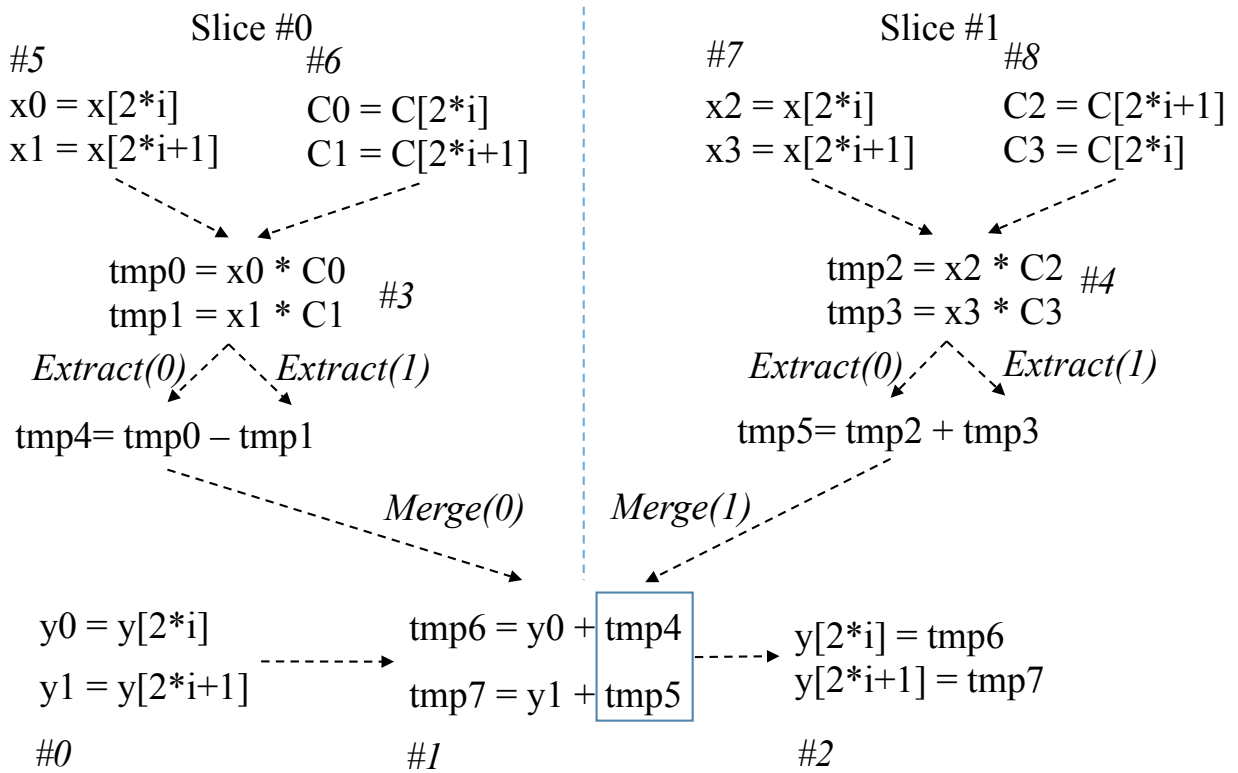 Slice #0
#5
#6
x0 = x[2*i]
x1 = x[2*i+1]
C0 = C[2*i]
C1 = C[2*i+1]
tmp0 = x0 * C0
tmp1 = x1 * C1
#3
Extract(0)
Extract(1)
tmp4= tmp0 – tmp1
Merge(0)
Slice #1
#7
#8
x2 = x[2*i]
x3 = x[2*i+1]
C2 = C[2*i+1]
C3 = C[2*i]
tmp2 = x2 * C2
tmp3 = x3 * C3
#4
Extract(0)
Extract(1)
tmp5= tmp2 + tmp3
Merge(1)
y0 = y[2*i]
y1 = y[2*i+1]
#0
tmp6 = y0 + tmp4
tmp7 = y1 + tmp5
#1
y[2*i] = tmp6
y[2*i+1] = tmp7
#2